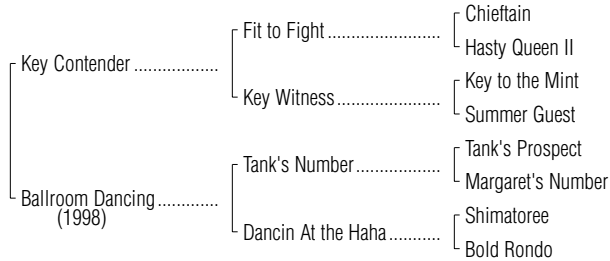 Chieftain
Fit to Fight .......................
Hasty Queen II
Key Contender .................
Key to the Mint
Key Witness.....................
Summer Guest
Tank's Prospect
Tank's Number .................
Margaret's Number
Ballroom Dancing.............
(1998)
Shimatoree
Dancin At the Haha...........
Bold Rondo